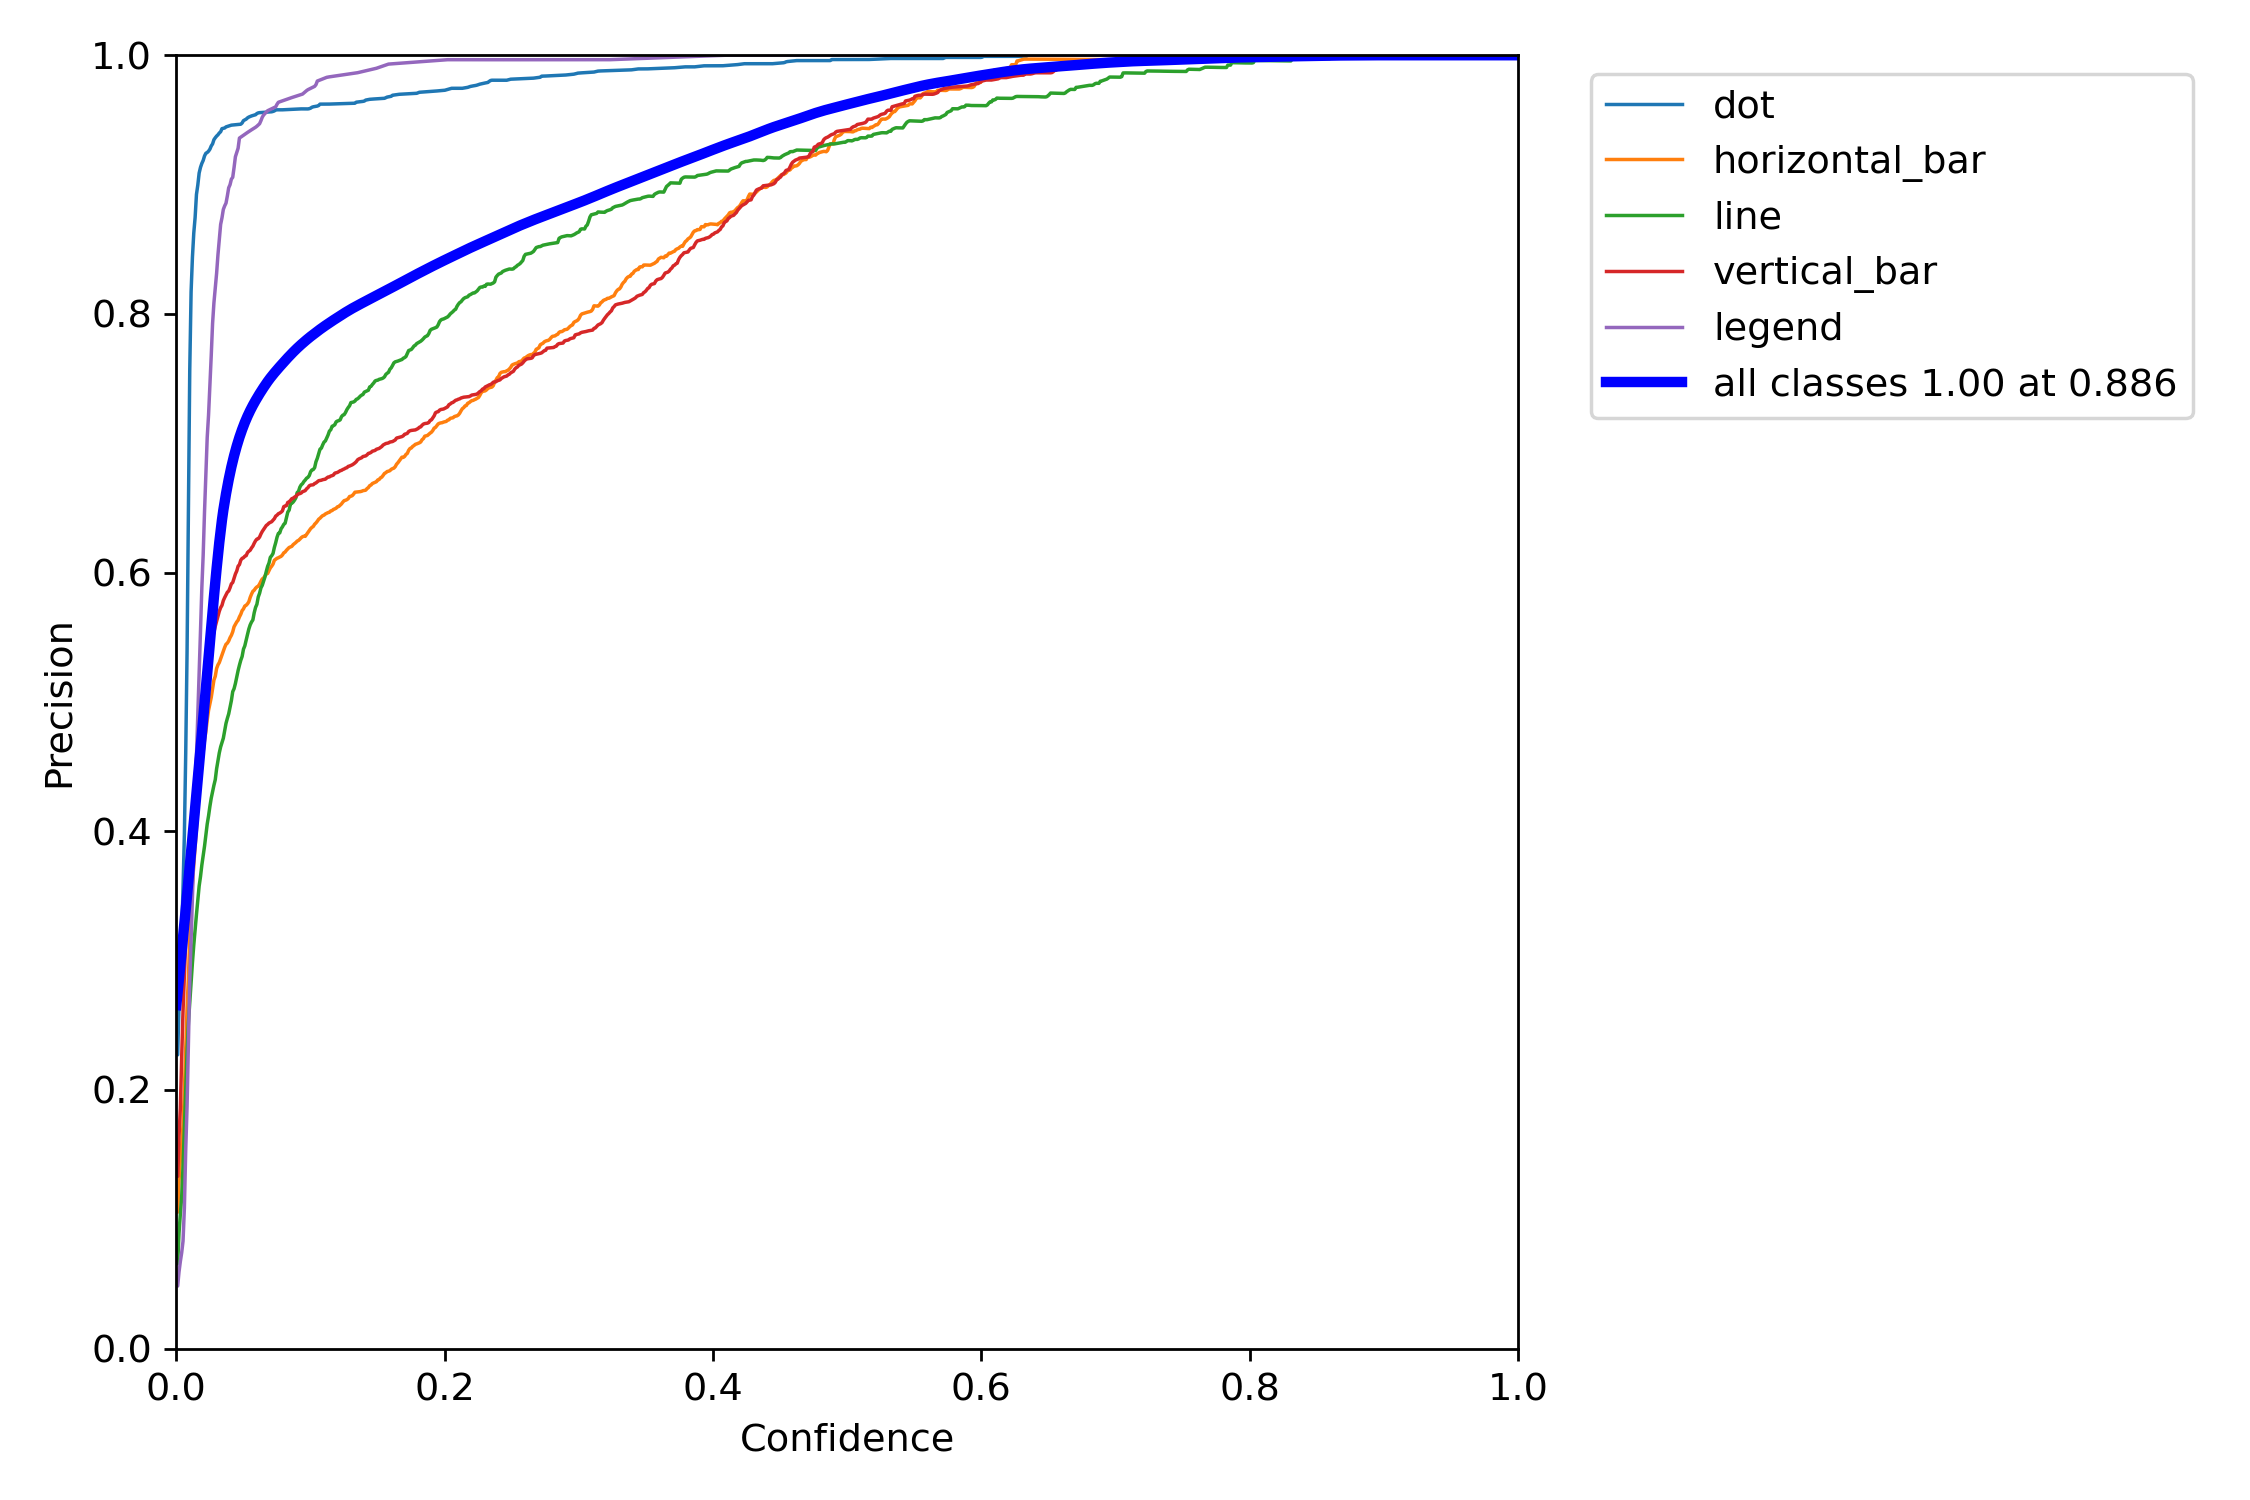 1.0
0.8
0.6
0.4
0.2
0.0
Precision
0.0 0.2 0.4 0.6 0.8 1.0
Confidence
dot
horizontal_bar
line
vertical_bar
legend
all classes 1.00 at 0.886